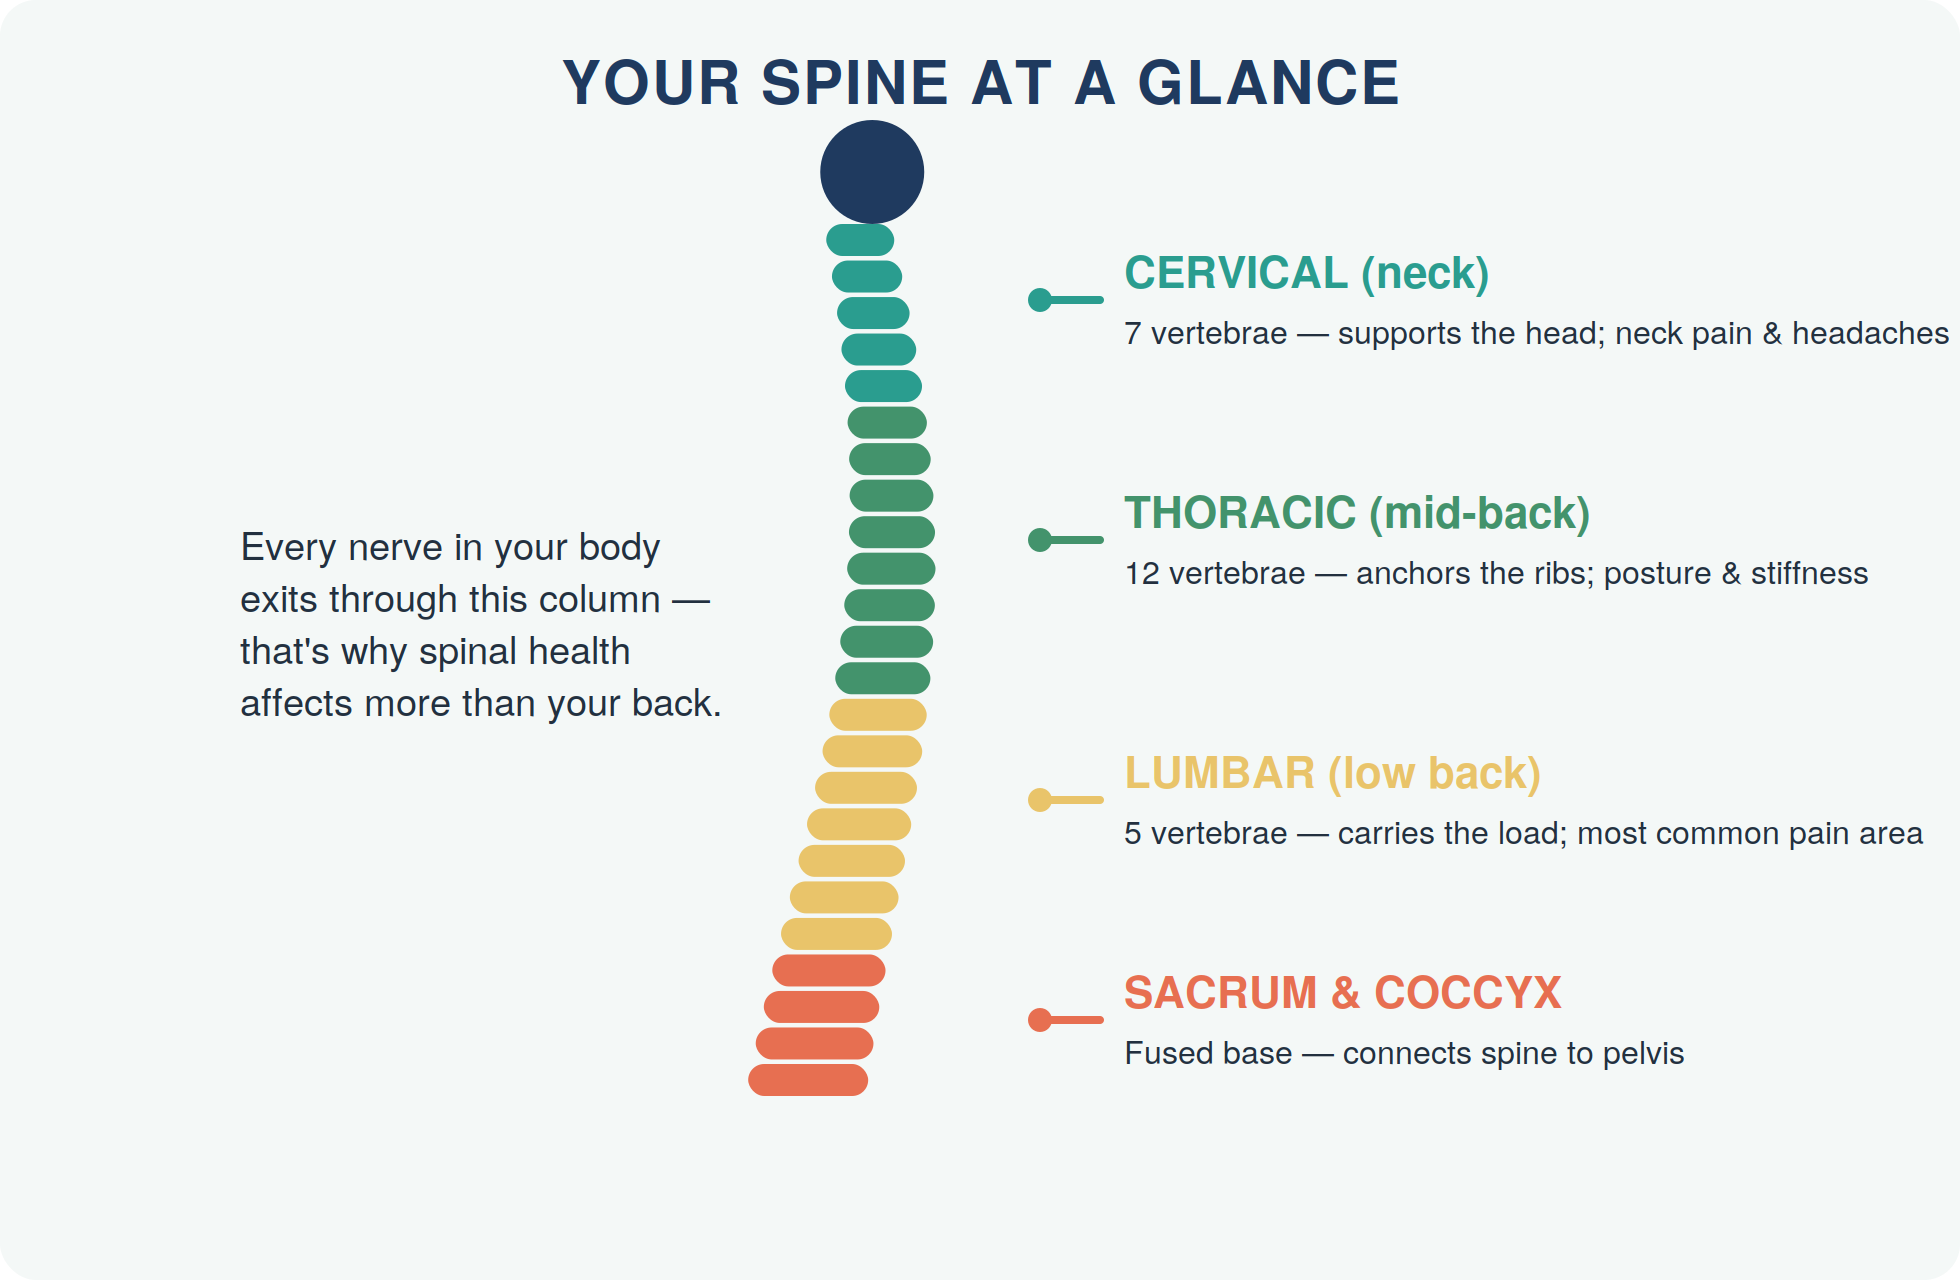 YOUR SPINE AT A GLANCE
CERVICAL (neck)
7 vertebrae — supports the head; neck pain & headaches
THORACIC (mid-back)
12 vertebrae — anchors the ribs; posture & stiffness
Every nerve in your body
exits through this column —
that's why spinal health
affects more than your back.
LUMBAR (low back)
5 vertebrae — carries the load; most common pain area
SACRUM & COCCYX
Fused base — connects spine to pelvis